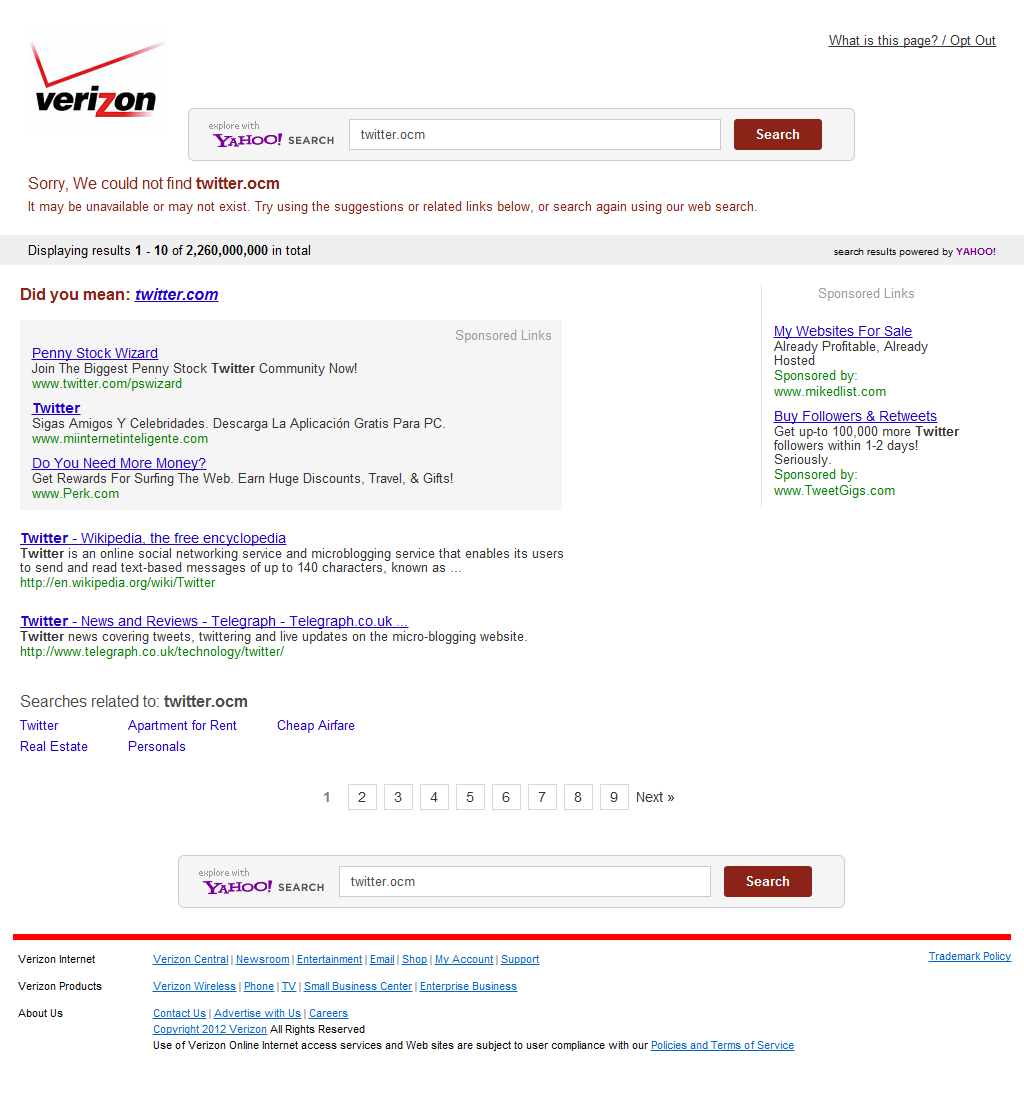 What is this page? / Opt Out
verizon
explore with
YAHOO! SEARCH
twitter.ocm
Search
Sorry, We could not find twitter.ocm
It may be unavailable or may not exist. Try using the suggestions or related links below, or search again using our web search.
Displaying results 1 - 10 of 2,260,000,000 in total
search results powered by YAHOO!
Did you mean: twitter.com
Sponsored Links
Penny Stock Wizard
Join The Biggest Penny Stock Twitter Community Now!
www.twitter.com/pswizard
Twitter
Sigas Amigos Y Celebridades. Descarga La Aplicación Gratis Para PC.
www.miinternetinteligente.com
Do You Need More Money?
Get Rewards For Surfing The Web. Earn Huge Discounts, Travel, & Gifts!
www.Perk.com
Twitter - Wikipedia, the free encyclopedia
Twitter is an online social networking service and microblogging service that enables its users
to send and read text-based messages of up to 140 characters, known as ...
http://en.wikipedia.org/wiki/Twitter
Twitter - News and Reviews - Telegraph - Telegraph.co.uk ...
Twitter news covering tweets, twittering and live updates on the micro-blogging website.
http://www.telegraph.co.uk/technology/twitter/
Sponsored Links
My Websites For Sale
Already Profitable, Already
Hosted
Sponsored by:
www.mikedlist.com
Buy Followers & Retweets
Get up-to 100,000 more Twitter
followers within 1-2 days!
Seriously.
Sponsored by:
www.TweetGigs.com
Searches related to: twitter.ocm
Twitter Apartment for Rent Cheap Airfare
Real Estate Personals
1 2 3 4 5 6 7 8 9 Next »
explore with
YAHOO! SEARCH
twitter.ocm
Search
Verizon Internet Verizon Central | Newsroom | Entertainment | Email | Shop | My Account | Support
Trademark Policy
Verizon Products Verizon Wireless | Phone | TV | Small Business Center | Enterprise Business
About Us Contact Us | Advertise with Us | Careers
Copyright 2012 Verizon All Rights Reserved
Use of Verizon Online Internet access services and Web sites are subject to user compliance with our Policies and Terms of Service